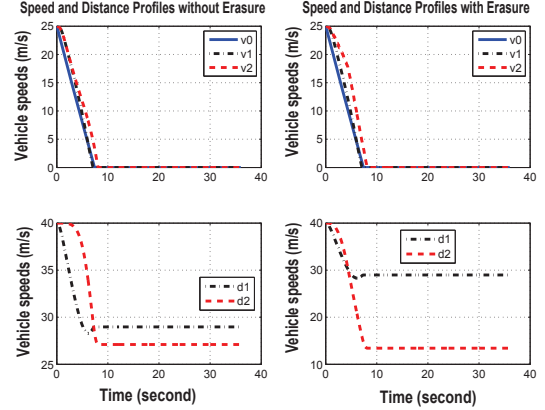 Speed and Distance Profiles without Erasure
Speed and Distance Profiles with Erasure
Vehicle speeds (m/s)
25
20
15
10
5
0
0
10
20
30
40
v0
v1
v2
Vehicle speeds (m/s)
25
20
15
10
5
0
0
10
20
30
40
v0
v1
v2
Vehicle speeds (m/s)
40
35
30
25
0
10
20
30
40
d1
d2
Time (second)
Vehicle speeds (m/s)
40
30
20
10
0
10
20
30
40
d1
d2
Time (second)